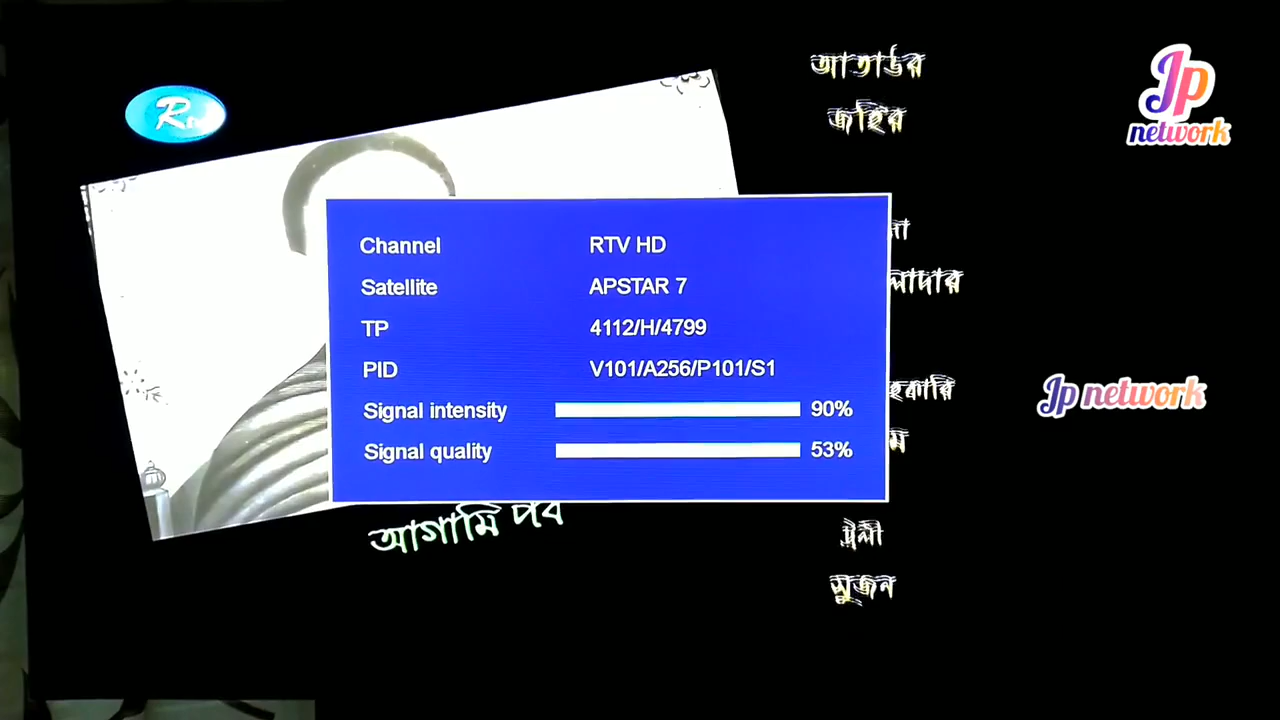 আতাউর
জহির
Jp
network
Channel RTV HD
Satellite APSTAR 7
TP 4112/H/4799
PID V101/A256/P101/S1
Signal intensity 90%
Signal quality 53%
Jp network
আগামি পর্ব
সুজন